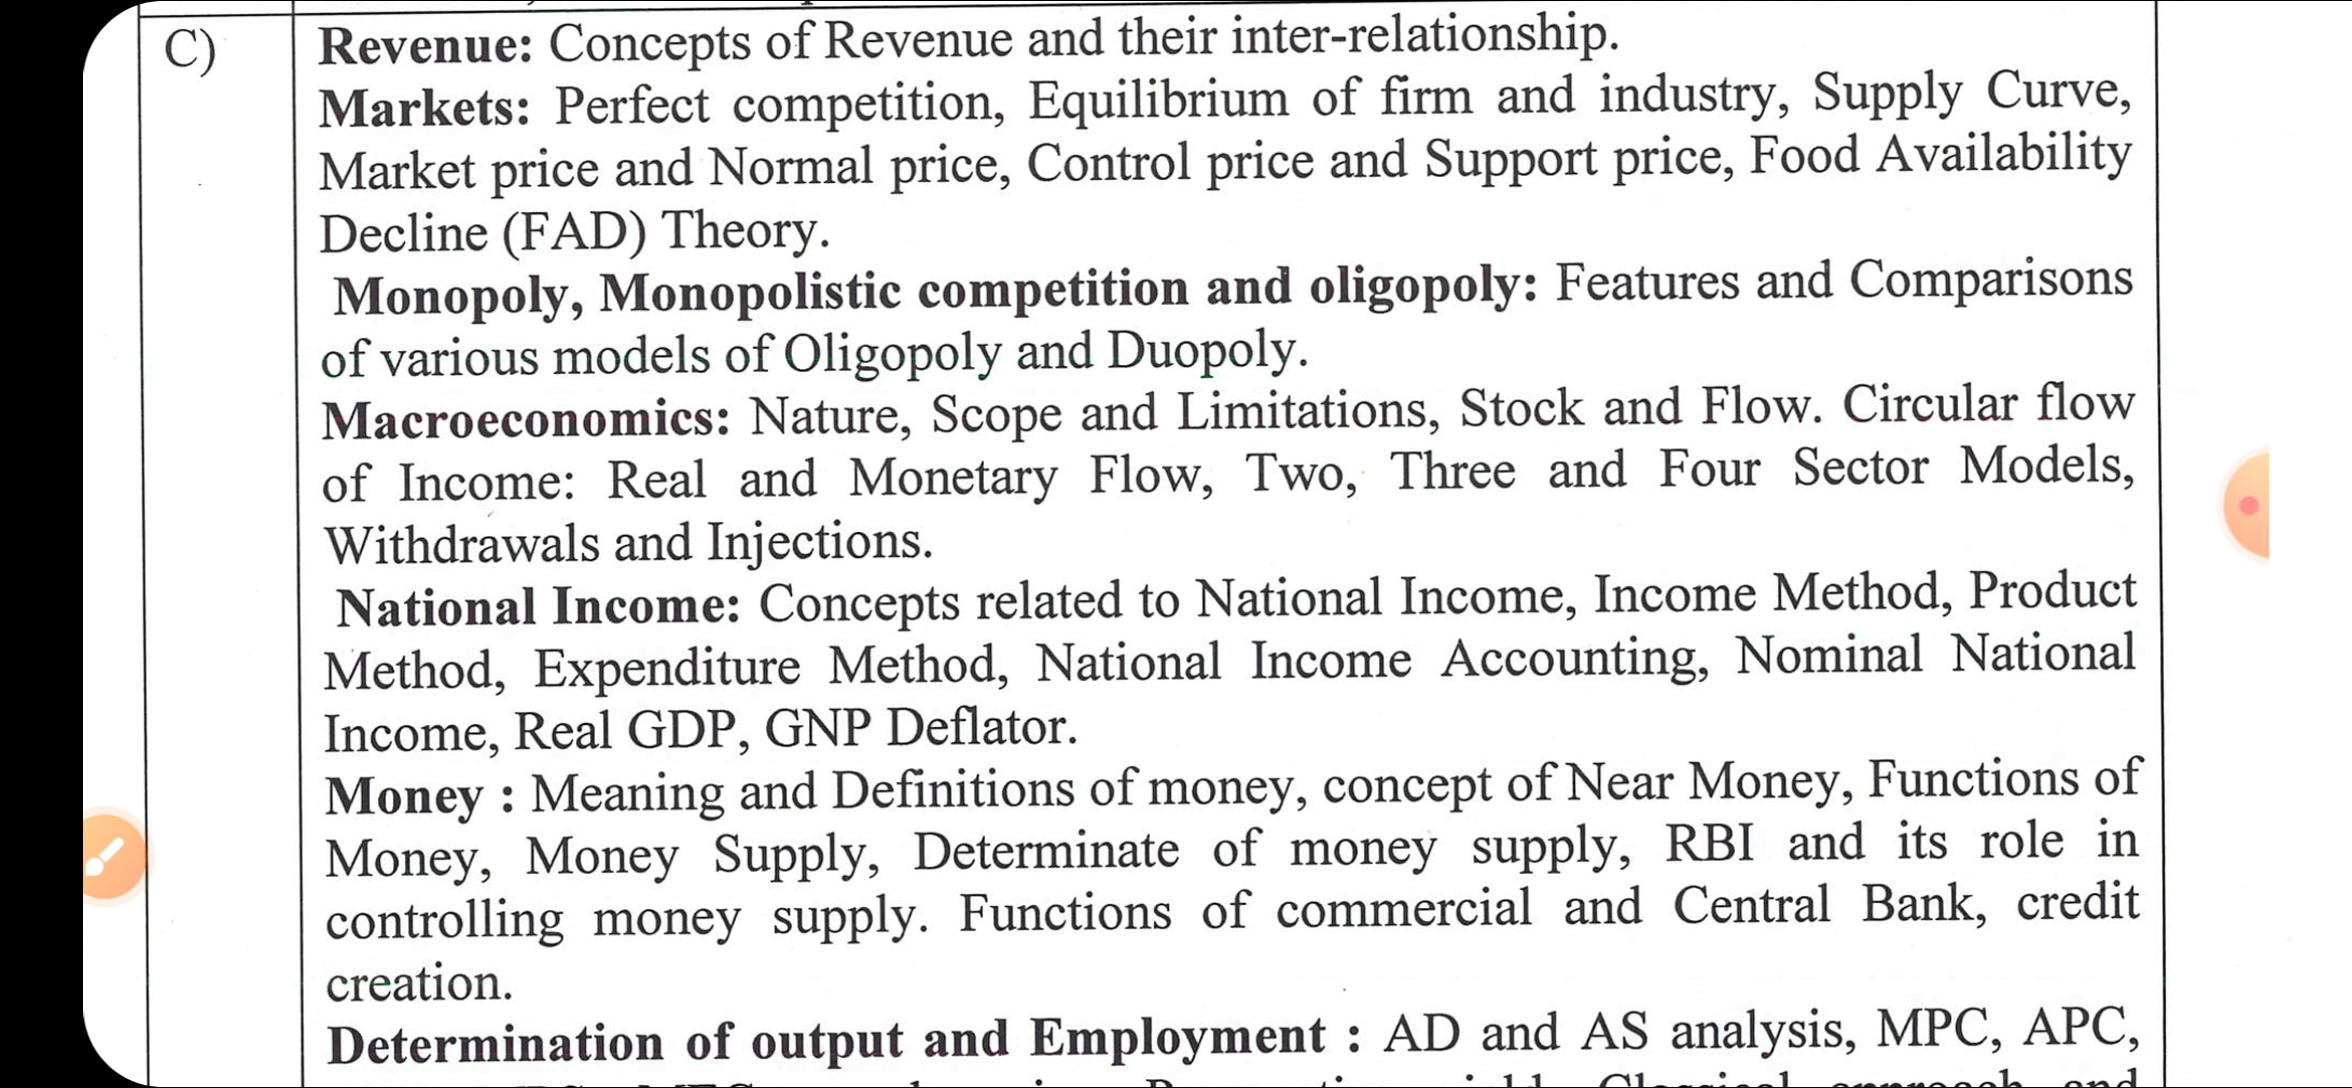 C)
Revenue: Concepts of Revenue and their inter-relationship.
Markets: Perfect competition, Equilibrium of firm and industry, Supply Curve,
Market price and Normal price, Control price and Support price, Food Availability
Decline (FAD) Theory.
Monopoly, Monopolistic competition and oligopoly: Features and Comparisons
of various models of Oligopoly and Duopoly.
Macroeconomics: Nature, Scope and Limitations, Stock and Flow. Circular flow
of Income: Real and Monetary Flow, Two, Three and Four Sector Models,
Withdrawals and Injections.
National Income: Concepts related to National Income, Income Method, Product
Method, Expenditure Method, National Income Accounting, Nominal National
Income, Real GDP, GNP Deflator.
Money : Meaning and Definitions of money, concept of Near Money, Functions of
Money, Money Supply, Determinate of money supply, RBI and its role in
controlling money supply. Functions of commercial and Central Bank, credit
creation.
Determination of output and Employment : AD and AS analysis, MPC, APC,